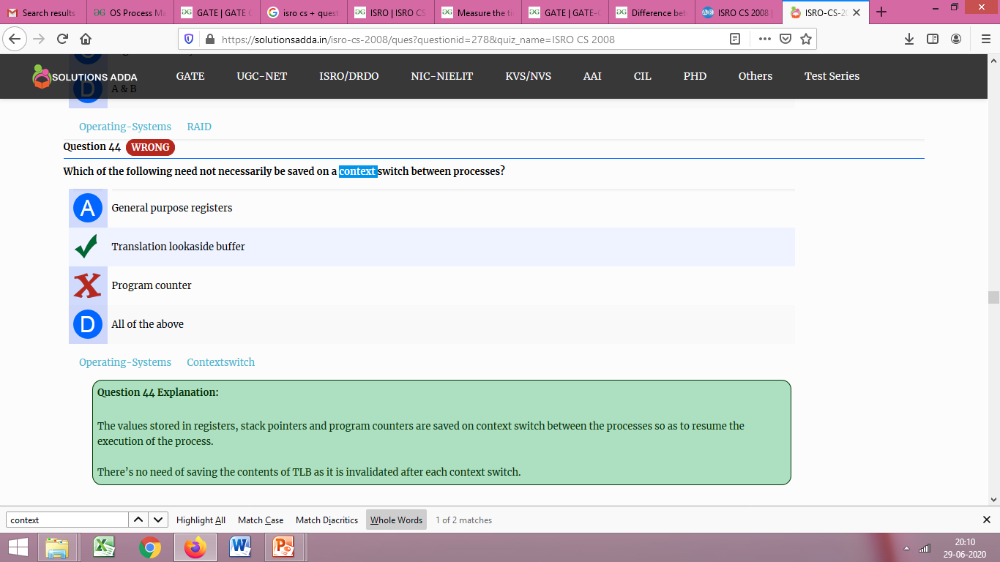 Search results
OS Process Ma
GATE | GATE C
isro cs + quest
ISRO | ISRO CS
Measure the ti
GATE | GATE-C
Difference bet
ISRO CS 2008 |
ISRO-CS-20
https://solutionsadda.in/isro-cs-2008/ques?questionid=278&quiz_name=ISRO CS 2008
SOLUTIONS ADDA
GATE
UGC-NET
ISRO/DRDO
NIC-NIELIT
KVS/NVS
AAI
CIL
PHD
Others
Test Series
D A & B
Operating-Systems RAID
Question 44 WRONG
Which of the following need not necessarily be saved on a context switch between processes?
A General purpose registers
Translation lookaside buffer
X Program counter
D All of the above
Operating-Systems Contextswitch
Question 44 Explanation:
The values stored in registers, stack pointers and program counters are saved on context switch between the processes so as to resume the
execution of the process.
There’s no need of saving the contents of TLB as it is invalidated after each context switch.
context Highlight All Match Case Match Diacritics Whole Words 1 of 2 matches
20:10
29-06-2020